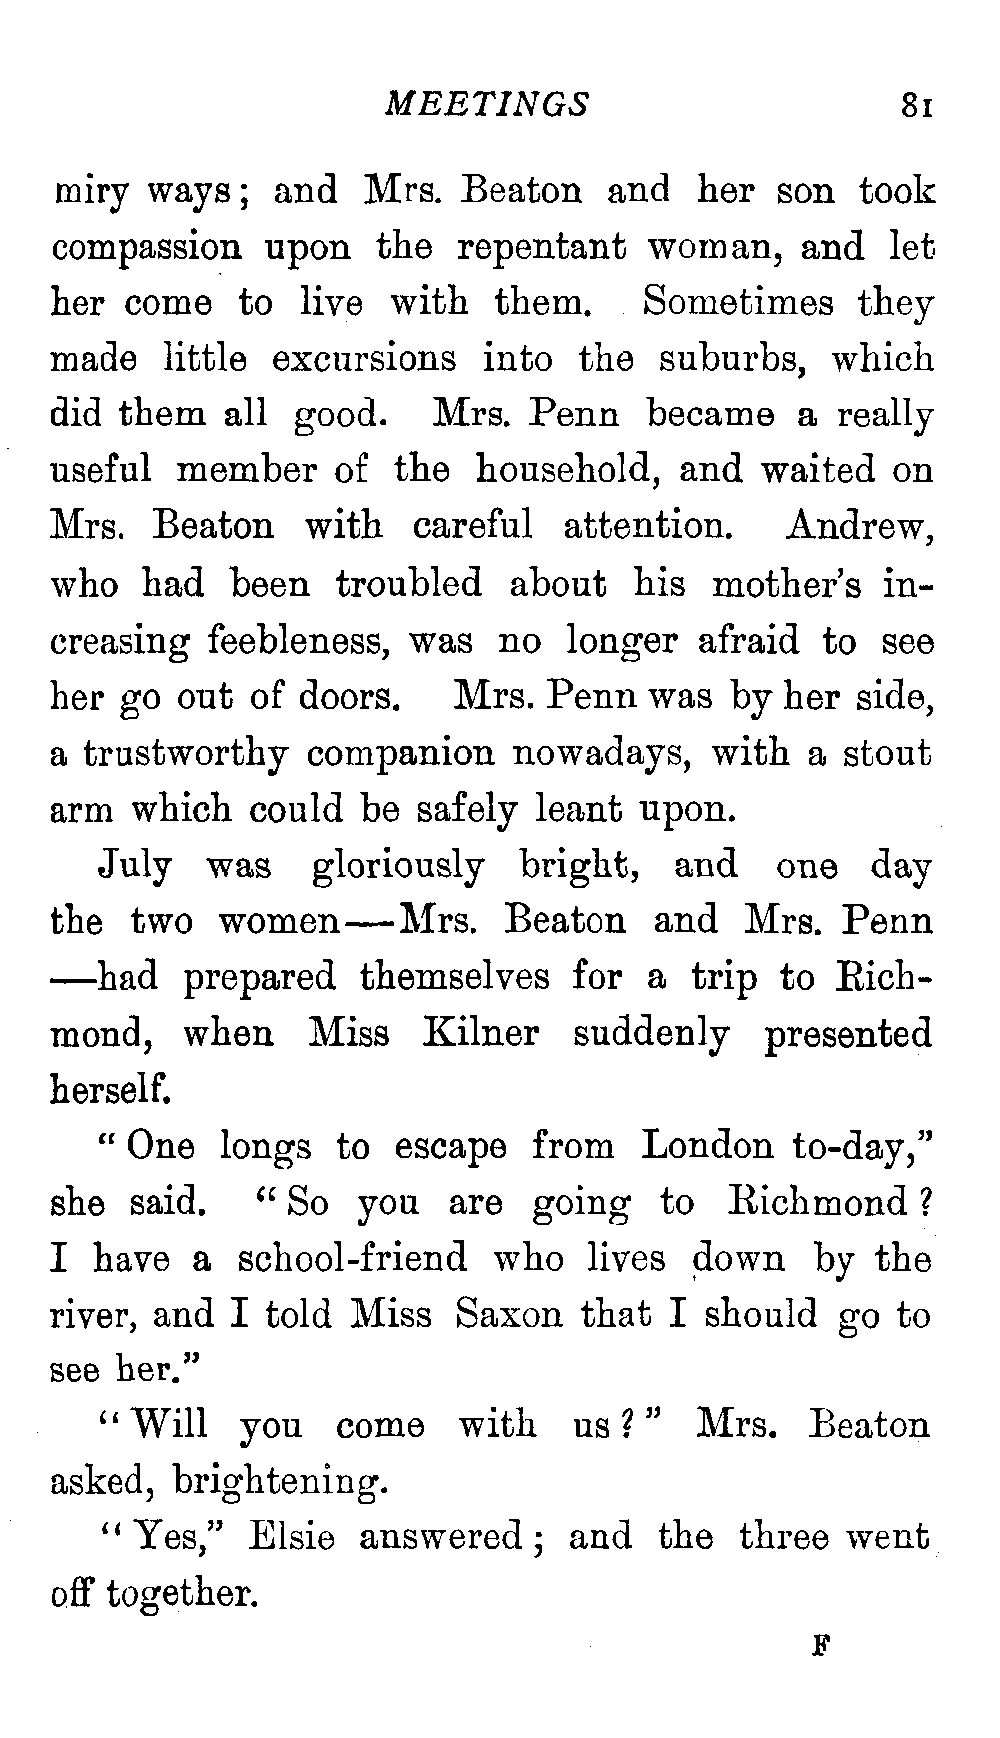 MEETINGS 81
miry ways; and Mrs. Beaton and her son took
compassion upon the repentant woman, and let
her come to live with them. Sometimes they
made little excursions into the suburbs, which
did them all good. Mrs. Penn became a really
useful member of the household, and waited on
Mrs. Beaton with careful attention. Andrew,
who had been troubled about his mother's in-
creasing feebleness, was no longer afraid to see
her go out of doors. Mrs. Penn was by her side,
a trustworthy companion nowadays, with a stout
arm which could be safely leant upon.
July was gloriously bright, and one day
the two women—Mrs. Beaton and Mrs. Penn
—had prepared themselves for a trip to Rich-
mond, when Miss Kilner suddenly presented
herself.
"One longs to escape from London to-day,"
she said. "So you are going to Richmond?
I have a school-friend who lives down by the
river, and I told Miss Saxon that I should go to
see her."
"Will you come with us?" Mrs. Beaton
asked, brightening.
"Yes," Elsie answered; and the three went
off together.
F